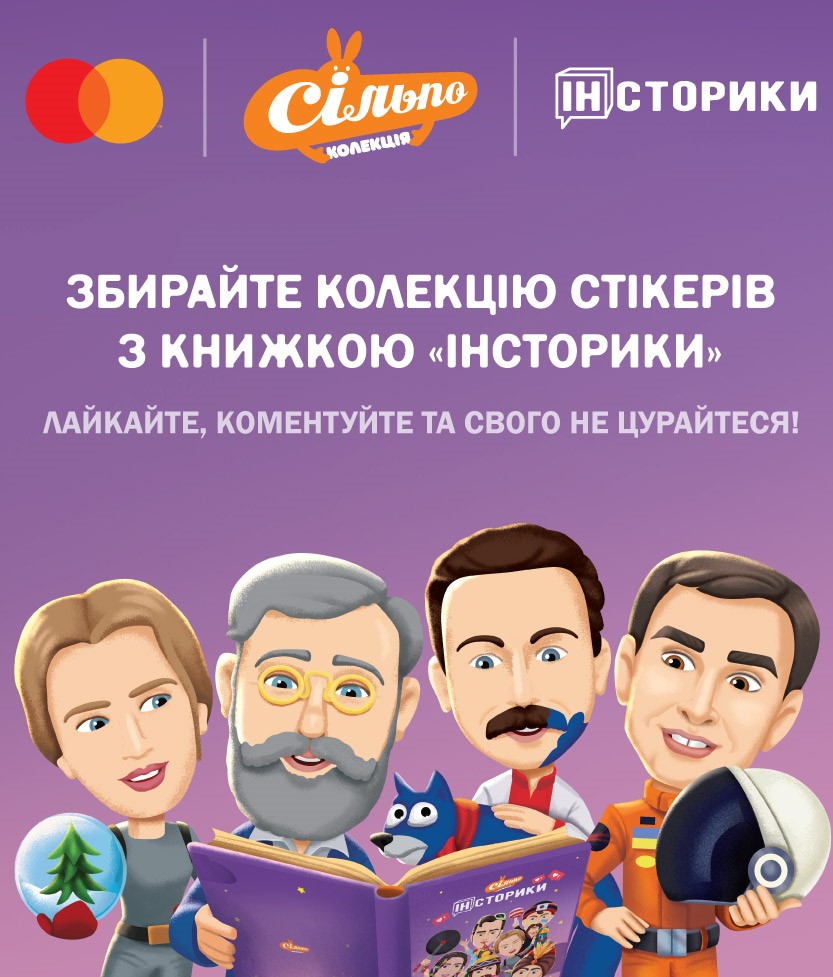 Сільпо
КОЛЕКЦІЯ
ІНСТОРИКИ
ЗБИРАЙТЕ КОЛЕКЦІЮ СТІКЕРІВ
З КНИЖКОЮ «ІНСТОРИКИ»
ЛАЙКАЙТЕ, КОМЕНТУЙТЕ ТА СВОГО НЕ ЦУРАЙТЕСЯ!
Сільпо
ІНСТОРИКИ
Сільпо